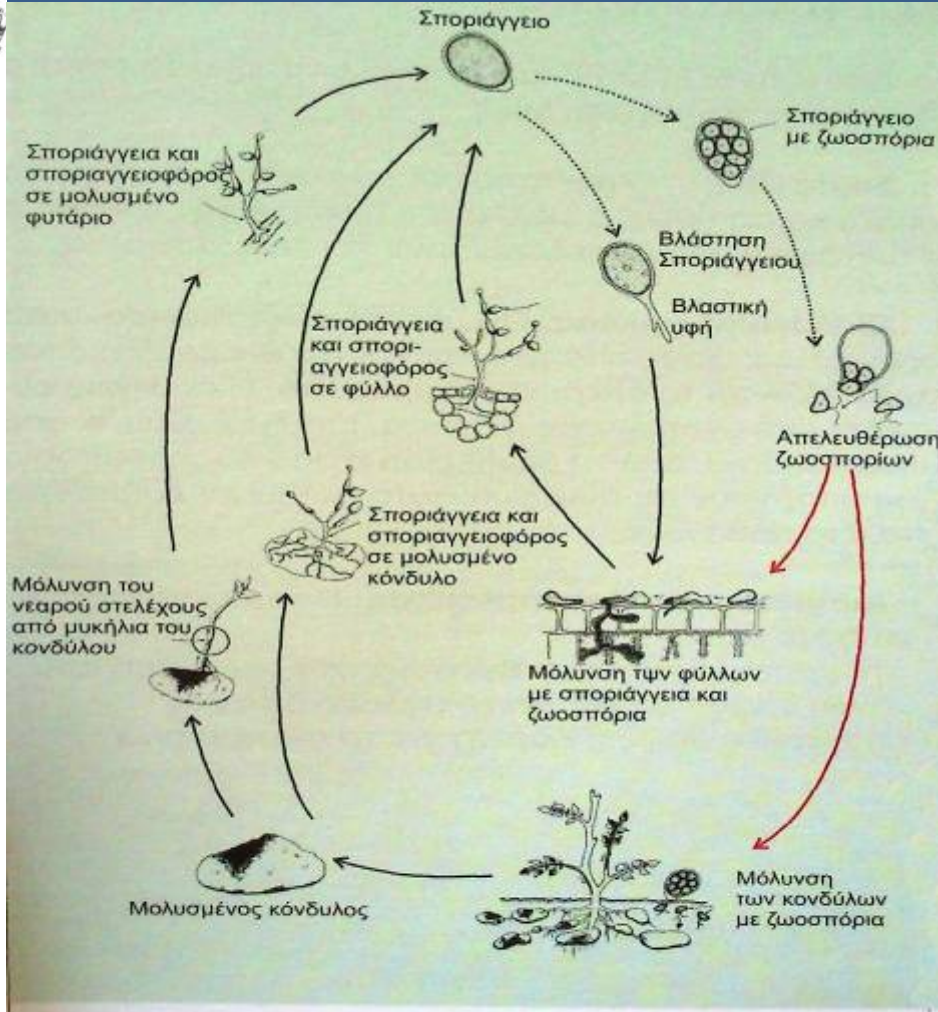 Σποριάγγειο
Σποριάγγειο
με ζωοσπόρια
Σποριάγγεια και
σποριαγγειοφόρος
σε μολυσμένο
φυτάριο
Βλάστηση
Σποριάγγειου
Βλαστική
υφή
Σποριάγγεια
και σπορι-
αγγειοφόρος
σε φύλλο
Απελευθέρωση
ζωοσπορίων
Σποριάγγεια και
σποριαγγειοφόρος
σε μολυσμένο
κόνδυλο
Μόλυνση του
νεαρού στελέχους
από μυκήλια του
κονδύλου
Μόλυνση τψν φύλλων
με σποριάγγεια και
ζωοσπόρια
Μολυσμένος κόνδυλος
Μόλυνση
των κονδύλων
με ζωοσπόρια